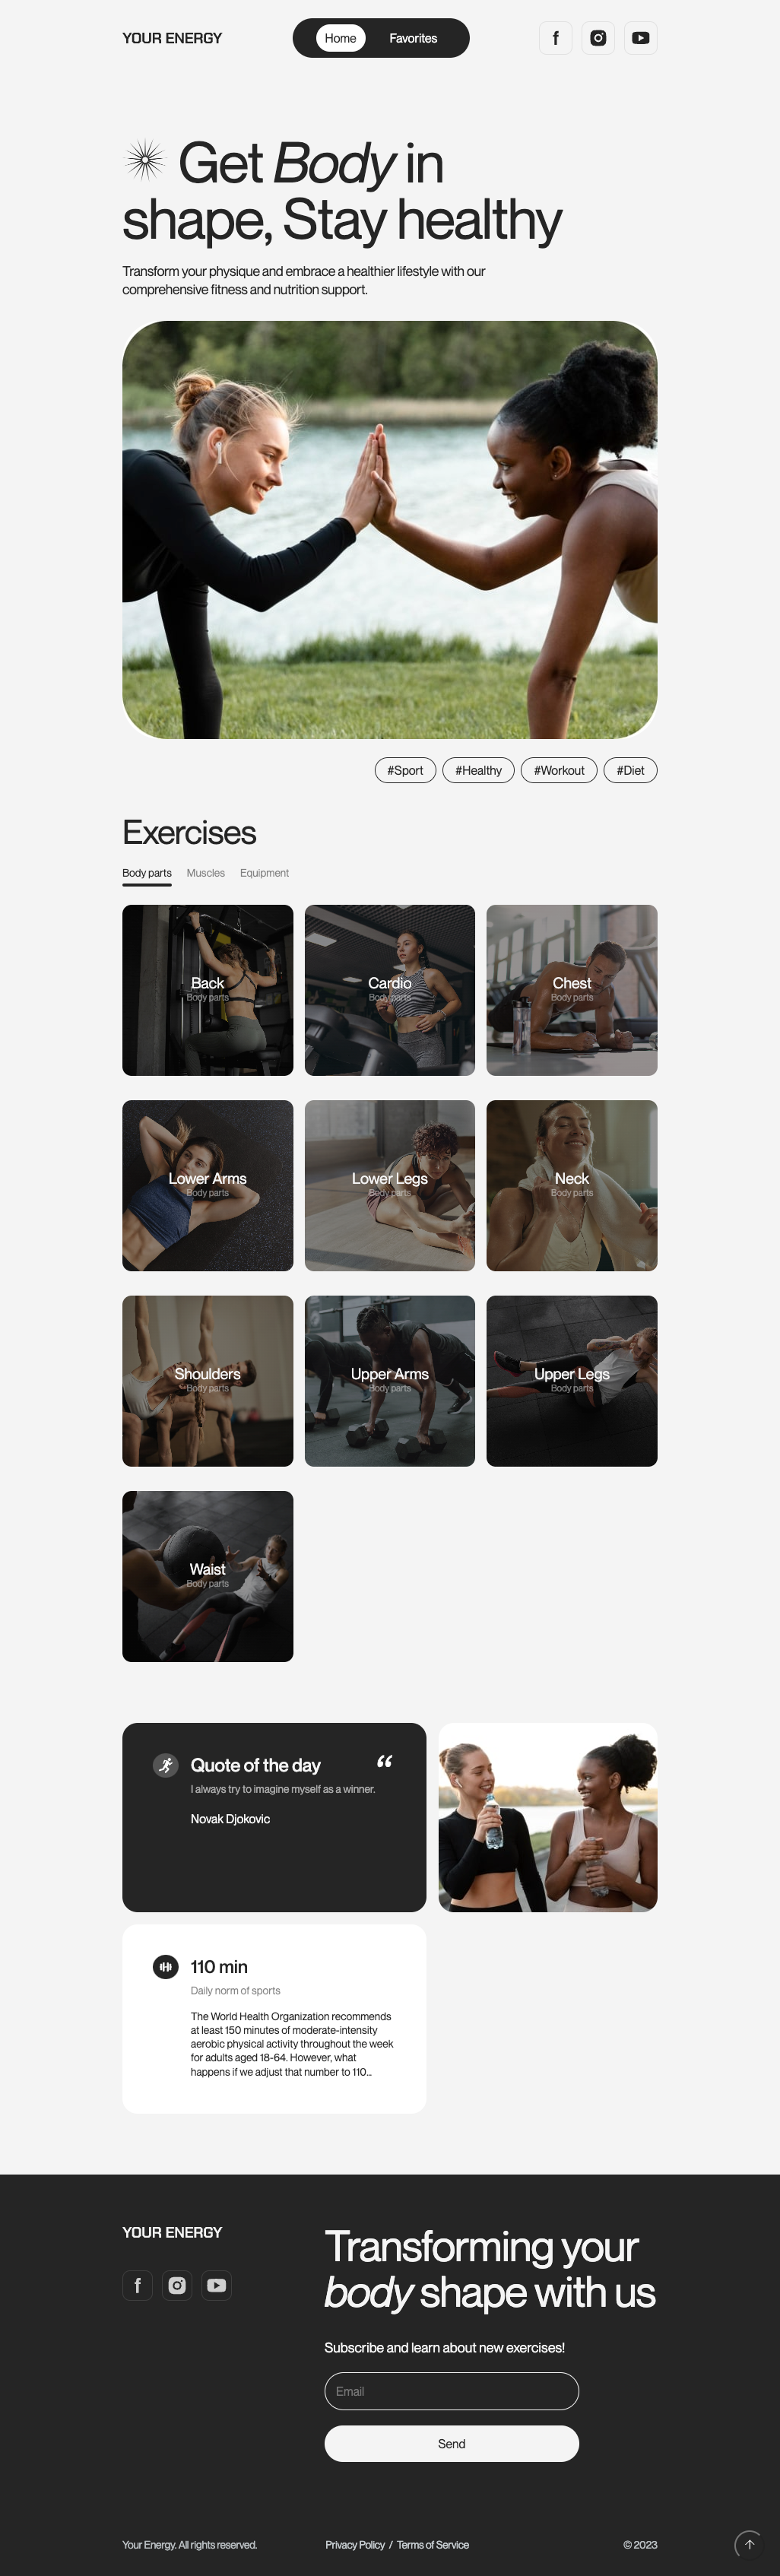 YOUR ENERGY
Home
Favorites
Get Body in
shape, Stay healthy
Transform your physique and embrace a healthier lifestyle with our
comprehensive fitness and nutrition support.
#Sport
#Healthy
#Workout
#Diet
Exercises
Body parts
Muscles
Equipment
Back
Body parts
Cardio
Body parts
Chest
Body parts
Lower Arms
Body parts
Lower Legs
Body parts
Neck
Body parts
Shoulders
Body parts
Upper Arms
Body parts
Upper Legs
Body parts
Waist
Body parts
Quote of the day
I always try to imagine myself as a winner.
Novak Djokovic
110 min
Daily norm of sports
The World Health Organization recommends
at least 150 minutes of moderate-intensity
aerobic physical activity throughout the week
for adults aged 18-64. However, what
happens if we adjust that number to 110...
YOUR ENERGY
Transforming your
body shape with us
Subscribe and learn about new exercises!
Email
Send
Your Energy. All rights reserved.
Privacy Policy / Terms of Service
© 2023